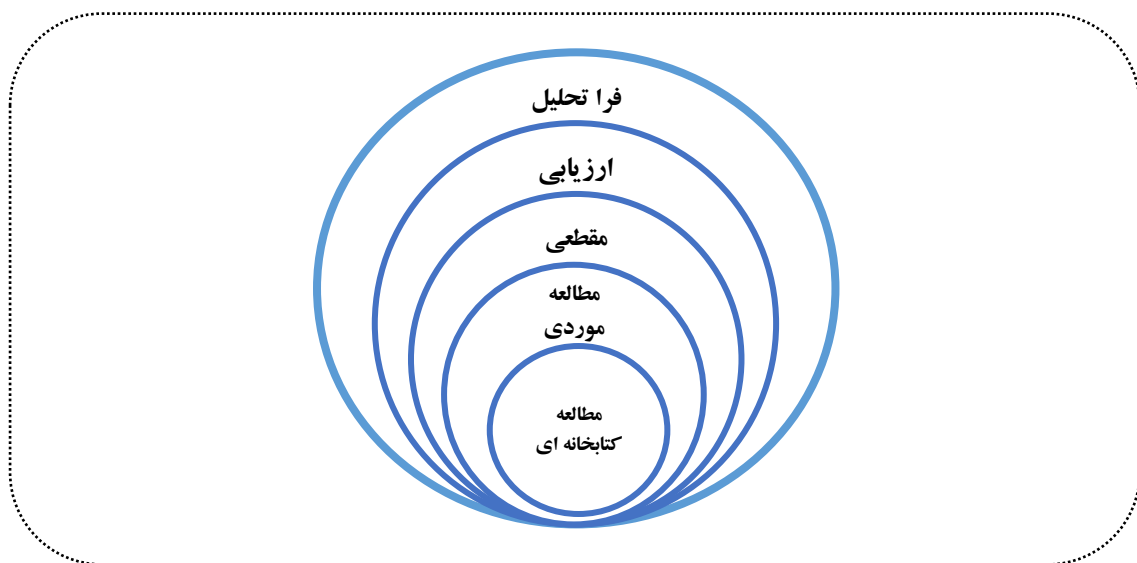 فرا تحلیل
ارزیابی
مقطعی
مطالعه
موردی
مطالعه
کتابخانه ای